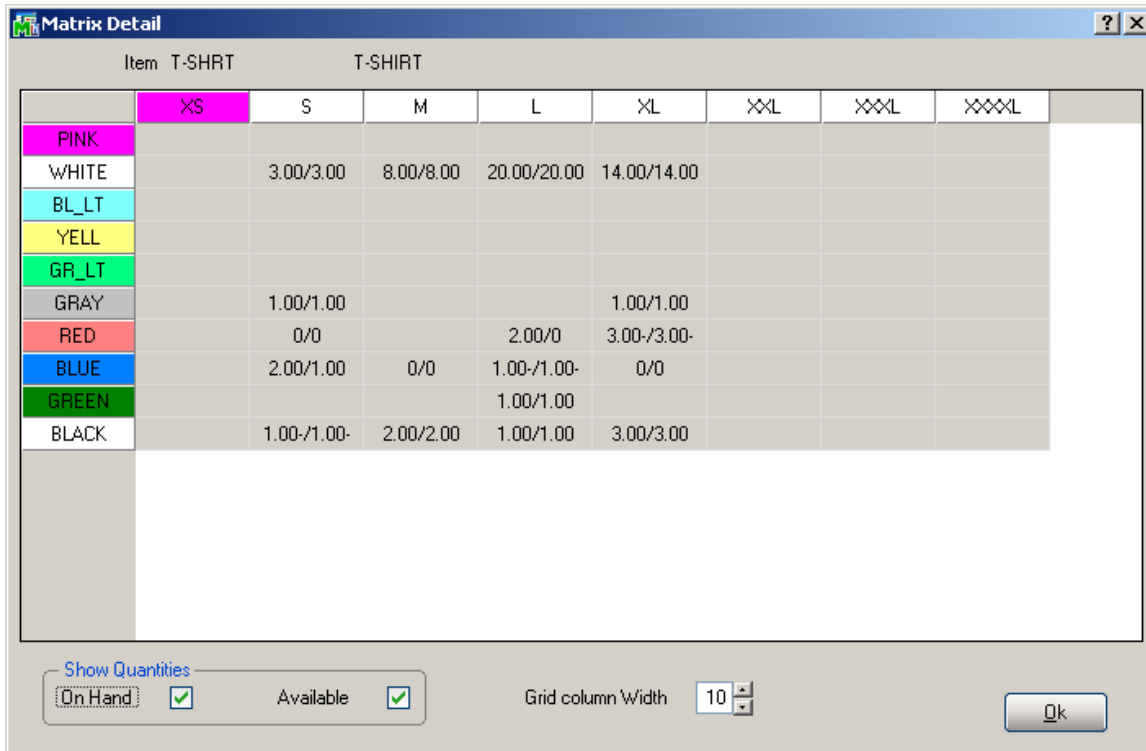 Matrix Detail
Item T-SHRT T-SHIRT
XS S M L XL XXL XXXL XXXXL
PINK
WHITE 3.00/3.00 8.00/8.00 20.00/20.00 14.00/14.00
BL_LT
YELL
GR_LT
GRAY 1.00/1.00 1.00/1.00
RED 0/0 2.00/0 3.00-/3.00-
BLUE 2.00/1.00 0/0 1.00-/1.00- 0/0
GREEN 1.00/1.00
BLACK 1.00-/1.00- 2.00/2.00 1.00/1.00 3.00/3.00
Show Quantities
On Hand Available Grid column Width 10
Ok